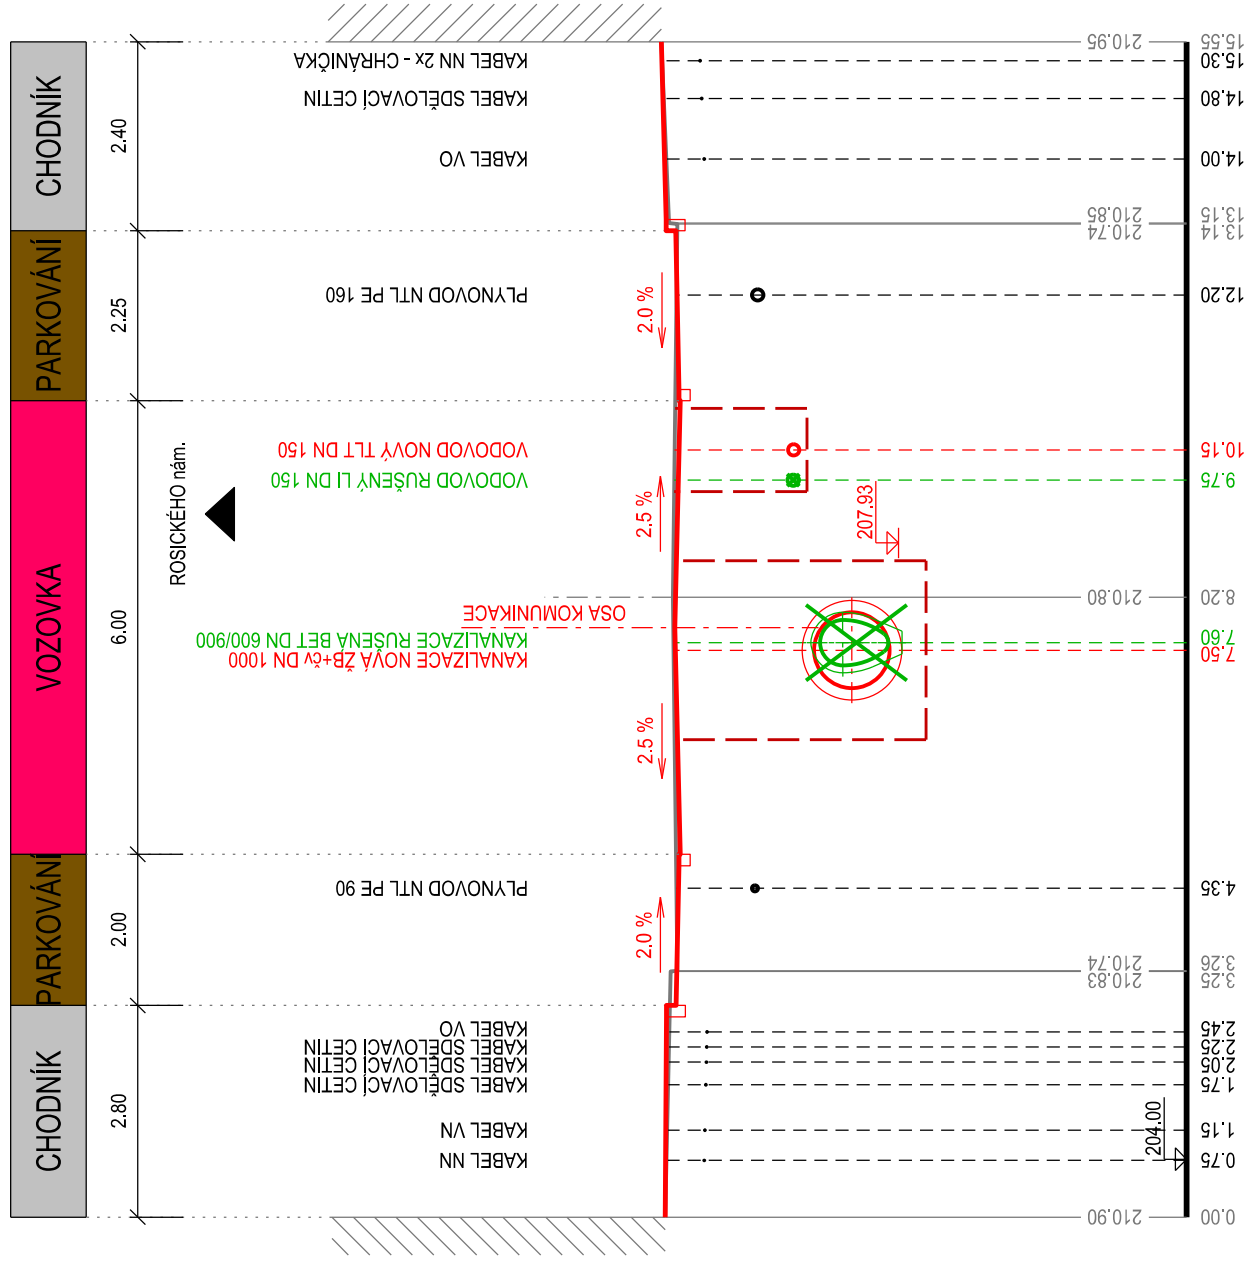 CHODNÍK
PARKOVÁNÍ
VOZOVKA
PARKOVÁNÍ
CHODNÍK
2.40
2.25
6.00
2.00
2.80
ROSICKÉHO nám.
KABEL NN 2x - CHRÁNIČKA
KABEL SDĚLOVACÍ CETIN
KABEL VO
PLYNOVOD NTL PE 160
VODOVOD NOVÝ TLT DN 150
VODOVOD RUŠENÝ LI DN 150
OSA KOMUNIKACE
KANALIZACE RUŠENÁ BET DN 600/900
KANALIZACE NOVÁ ŽB+čv DN 1000
PLYNOVOD NTL PE 90
KABEL VO
KABEL SDĚLOVACÍ CETIN
KABEL SDĚLOVACÍ CETIN
KABEL SDĚLOVACÍ CETIN
KABEL VN
KABEL NN
2.0 %
2.5 %
2.5 %
2.0 %
207.93
204.00
210.95
210.85
210.74
210.80
210.74
210.83
210.90
15.55
15.30
14.80
14.00
13.15
13.14
12.20
10.15
9.75
8.20
7.60
7.50
4.35
3.26
3.25
2.45
2.25
2.05
1.75
1.15
0.75
0.00